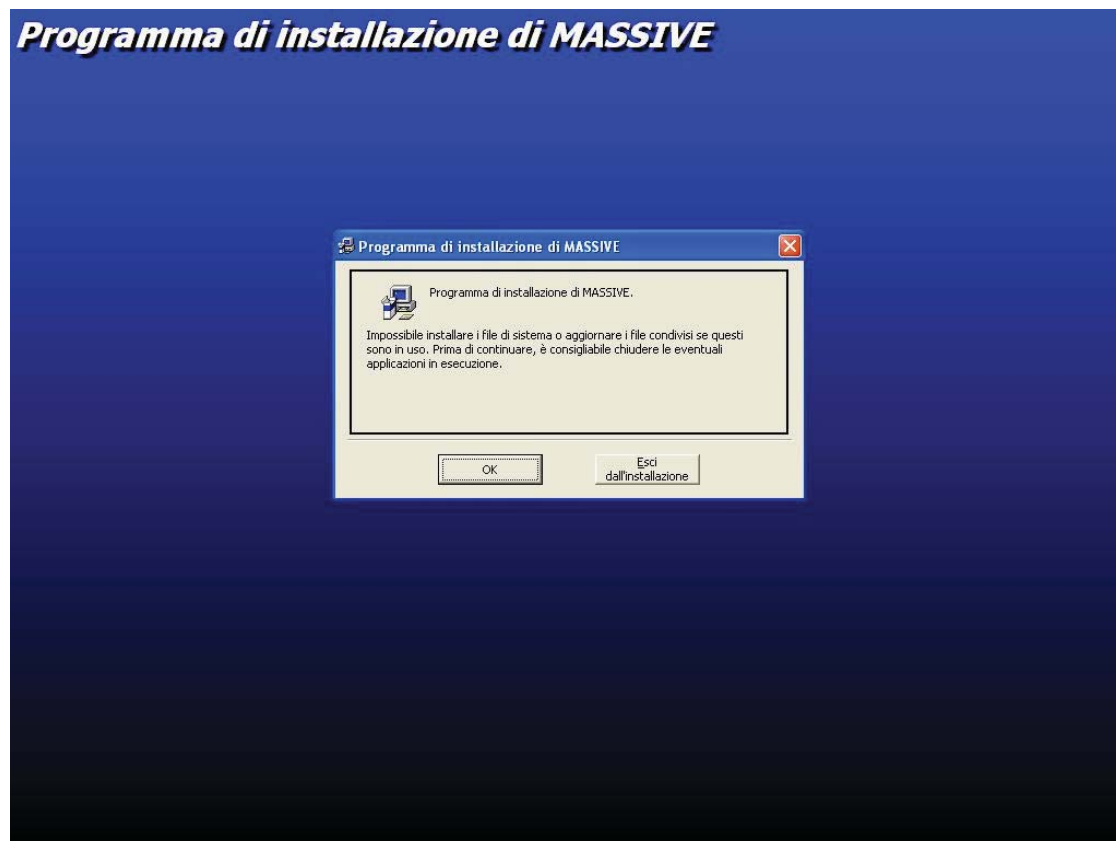 Programma di installazione di MASSIVE
Programma di installazione di MASSIVE
Programma di installazione di MASSIVE.
Impossibile installare i file di sistema o aggiornare i file condivisi se questi
sono in uso. Prima di continuare, è consigliabile chiudere le eventuali
applicazioni in esecuzione.
OK
Esci
dall'installazione